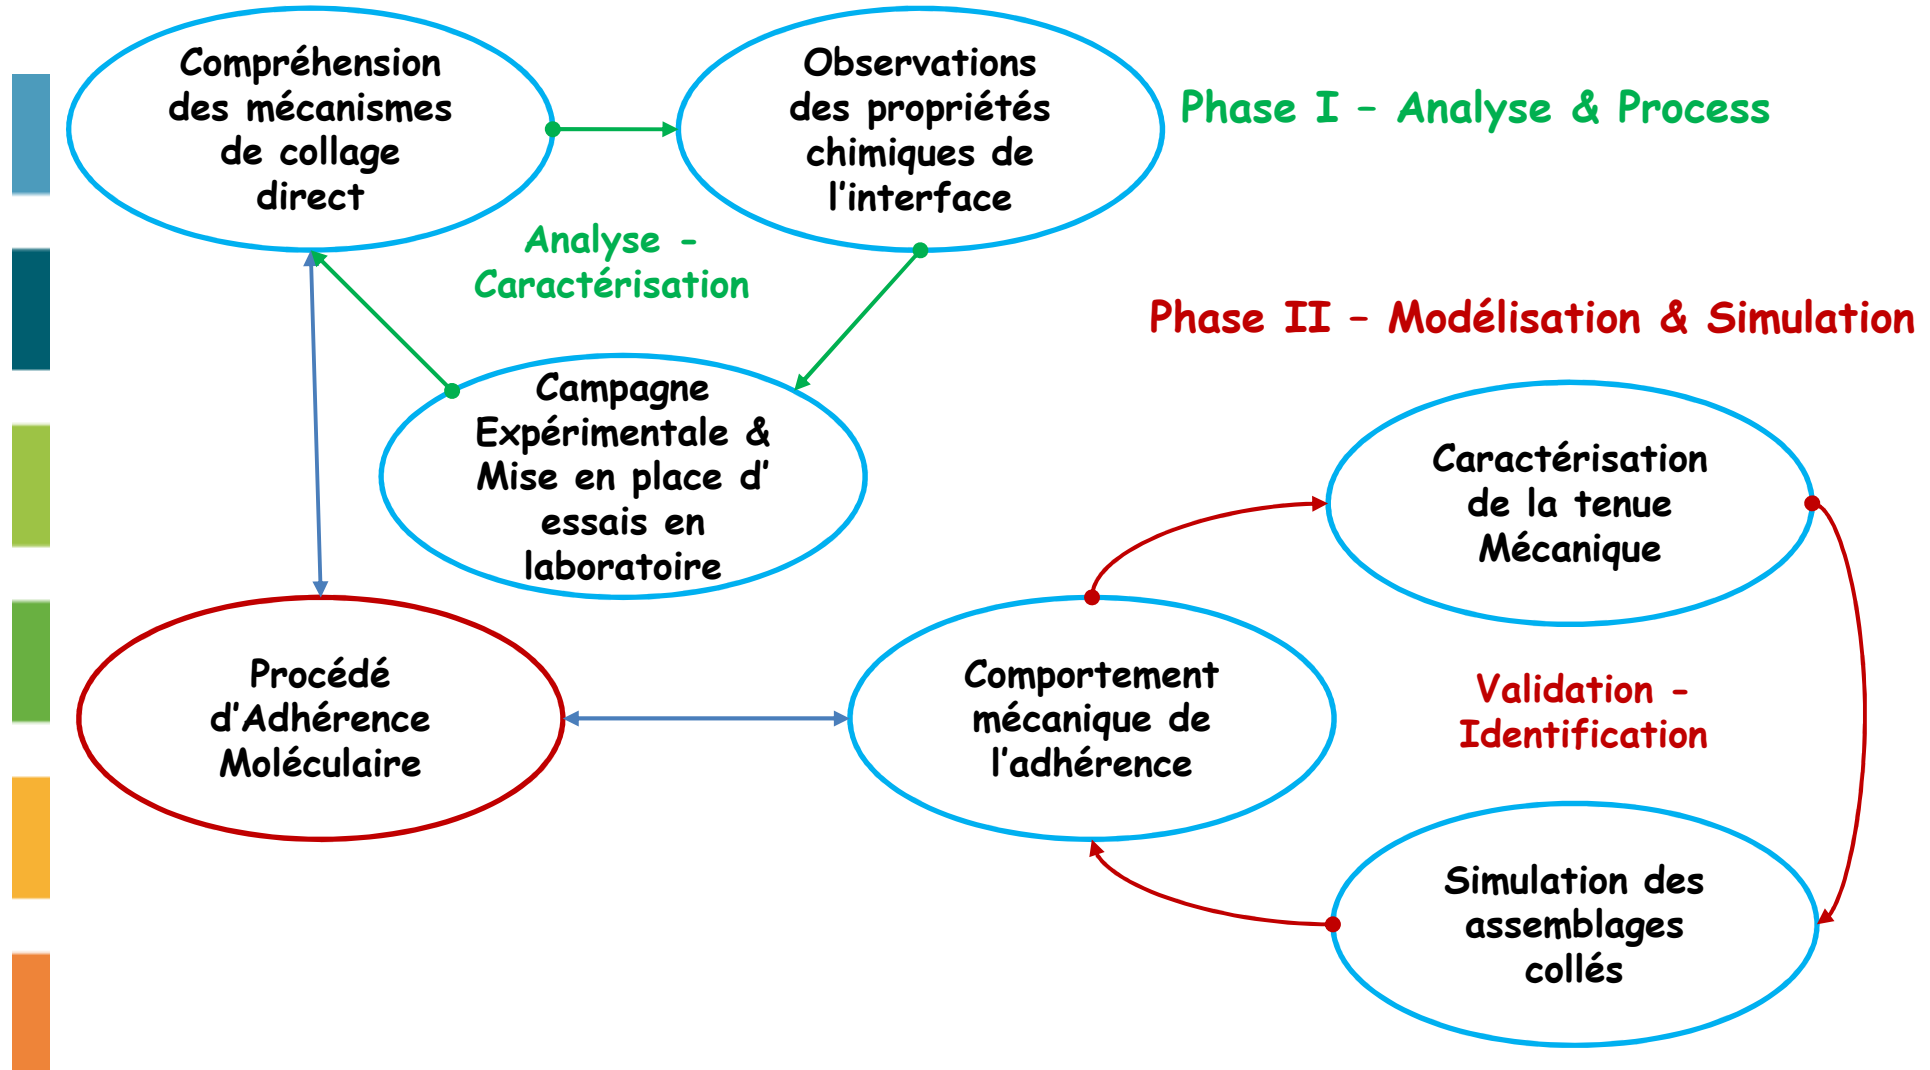 Compréhension
des mécanismes
de collage
direct
Observations
des propriétés
chimiques de
l'interface
Phase I – Analyse & Process
Analyse -
Caractérisation
Phase II – Modélisation & Simulation
Campagne
Expérimentale &
Mise en place d'
essais en
laboratoire
Caractérisation
de la tenue
Mécanique
Procédé
d'Adhérence
Moléculaire
Comportement
mécanique de
l'adhérence
Validation -
Identification
Simulation des
assemblages
collés